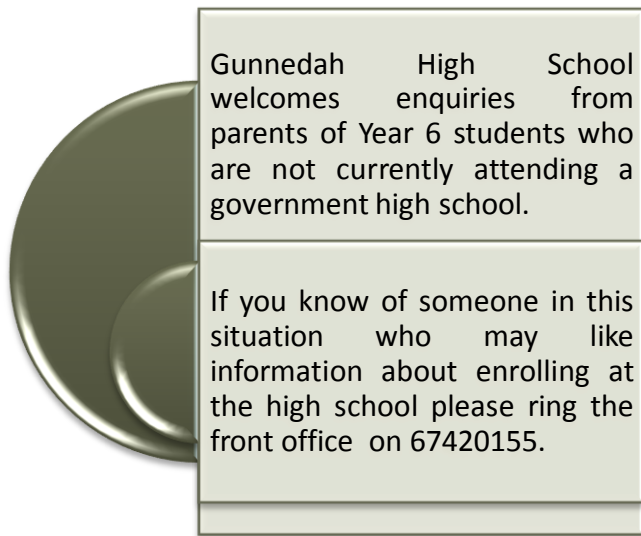 Gunnedah High School
welcomes enquiries from
parents of Year 6 students who
are not currently attending a
government high school.
If you know of someone in this
situation who may like
information about enrolling at
the high school please ring the
front office on 67420155.